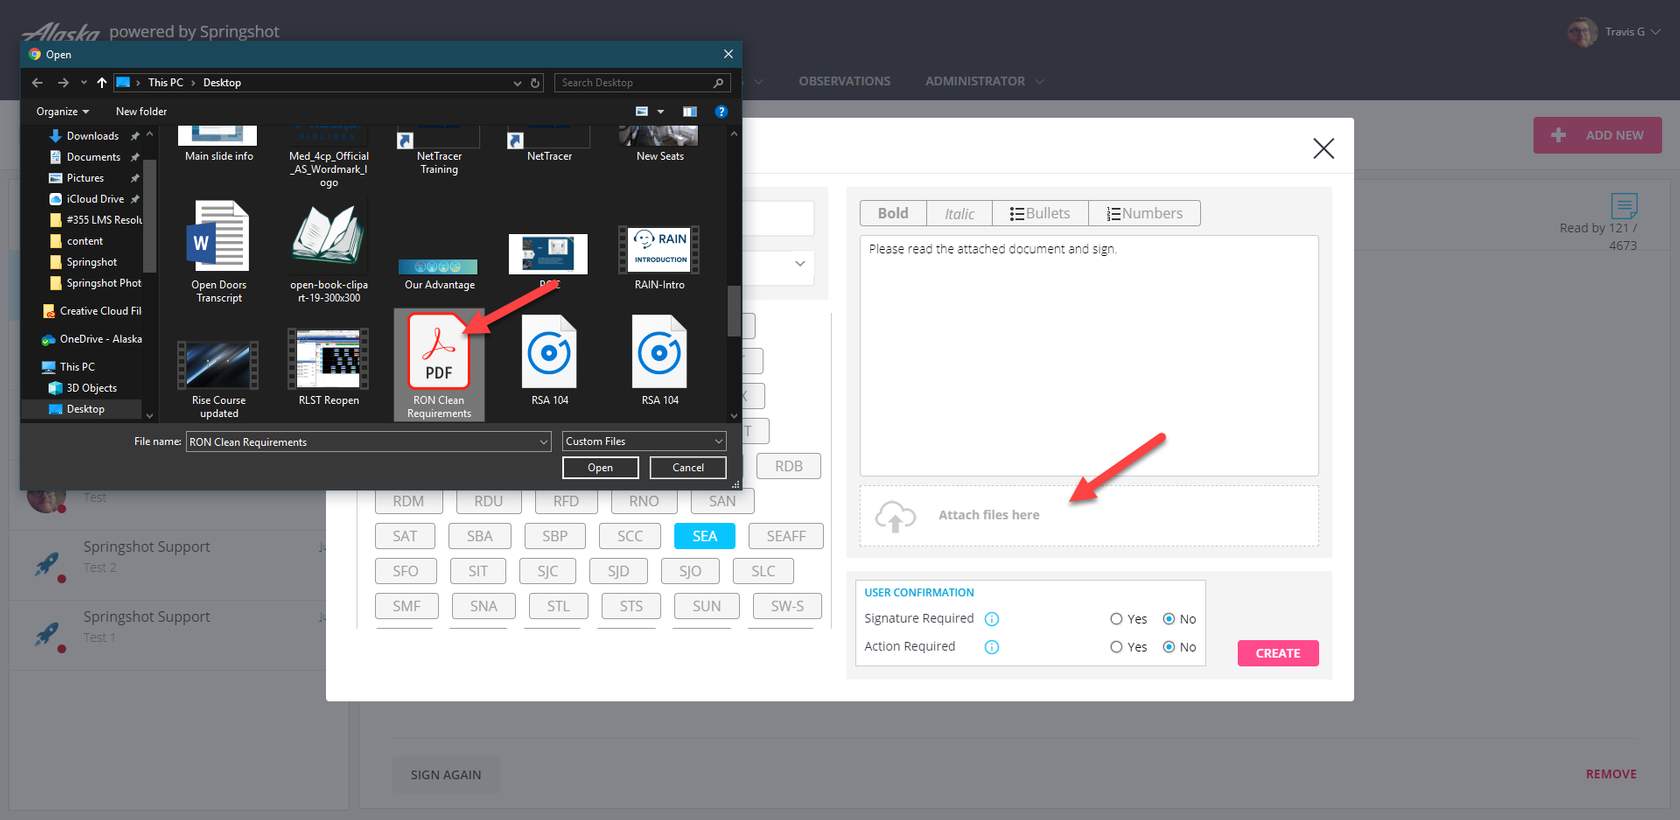 Alaska powered by Springshot
Travis G
OBSERVATIONS
ADMINISTRATOR
ADD NEW
Read by 121 /
4673
Open
This PC
Desktop
Search Desktop
Organize
New folder
Downloads
Documents
Pictures
iCloud Drive
#355 LMS Resolu
content
Springshot
Springshot Phot
Creative Cloud Fil
OneDrive - Alaska
This PC
3D Objects
Desktop
Main slide info
Med_4cp_Official
_AS_Wordmark_l
ogo
NetTracer
Training
NetTracer
New Seats
W
RAIN
INTRODUCTION
Open Doors
Transcript
open-book-clipa
rt-19-300x300
Our Advantage
RAIN-Intro
PDF
Rise Course
updated
RLST Reopen
RON Clean
Requirements
RSA 104
RSA 104
File name:
RON Clean Requirements
Custom Files
Open
Cancel
X
T
RDB
RDM
RDU
RFD
RNO
SAN
SAT
SBA
SBP
SCC
SEA
SEAFF
SFO
SIT
SJC
SJD
SJO
SLC
SMF
SNA
STL
STS
SUN
SW-S
Bold
Italic
Bullets
Numbers
Please read the attached document and sign.
Attach files here
USER CONFIRMATION
Signature Required
Yes
No
Action Required
Yes
No
CREATE
Test
Springshot Support
Test 2
Springshot Support
Test 1
SIGN AGAIN
REMOVE